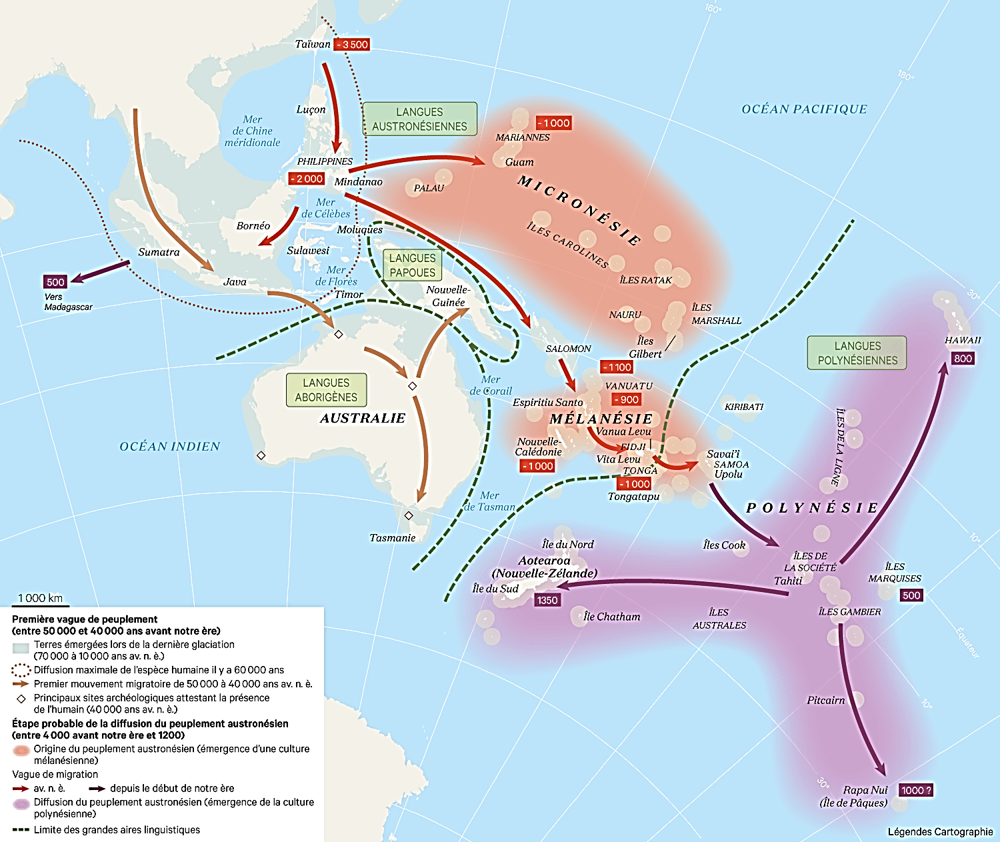 160°
180°
Taïwan
- 3 500
Luçon
LANGUES
AUSTRONÉSIENNES
OCÉAN PACIFIQUE
Mer
de Chine
méridionale
- 1 000
MARIANNES
Guam
PHILIPPINES
- 2 000
Mindanao
PALAU
MICRONÉSIE
Mer
de Célèbes
Bornéo
Moluques
ÎLES CAROLINES
Sumatra
Sulawesi
LANGUES
PAPOUES
500
Vers
Madagascar
Java
Mer
de Flores
Timor
Nouvelle-
Guinée
ÎLES RATAK
NAURU
ÎLES
MARSHALL
Îles
Gilbert
30°
HAWAII
800
LANGUES
POLYNÉSIENNES
SALOMON
- 1 100
VANUATU
- 900
LANGUES
ABORIGÈNES
Mer
de Corail
Espiritiu Santo
KIRIBATI
AUSTRALIE
MÉLANÉSIE
Vanua Levu
ÎLES DE LA LIGNE
OCÉAN INDIEN
Nouvelle-
Calédonie
- 1 000
FIDJI
Vita Levu
TONGA
- 1 000
Tongatapu
Savai'i
SAMOA
Upolu
Mer
de Tasman
POLYNÉSIE
Tasmanie
Île du Nord
Aotearoa
(Nouvelle-Zélande)
Île du Sud
1350
Île Chatham
Îles Cook
ÎLES DE
LA SOCIÉTÉ
Tahiti
ÎLES
MARQUISES
500
10°
ÎLES GAMBIER
ÎLES
AUSTRALES
Équateur
10°
Pitcairn
30°
Rapa Nui
(Île de Pâques)
1000 ?
1 000 km
Première vague de peuplement
(entre 50 000 et 40 000 ans avant notre ère)
Terres émergées lors de la dernière glaciation
(70 000 à 10 000 ans av. n. è.)
Diffusion maximale de l'espèce humaine il y a 60 000 ans
Premier mouvement migratoire de 50 000 à 40 000 ans av. n. è.
Principaux sites archéologiques attestant la présence
de l'humain (40 000 ans av. n. è.)
Étape probable de la diffusion du peuplement austronésien
(entre 4 000 avant notre ère et 1200)
Origine du peuplement austronésien (émergence d'une culture
mélanésienne)
Vague de migration
av. n. è.
depuis le début de notre ère
Diffusion du peuplement austronésien (émergence de la culture
polynésienne)
Limite des grandes aires linguistiques
Légendes Cartographie